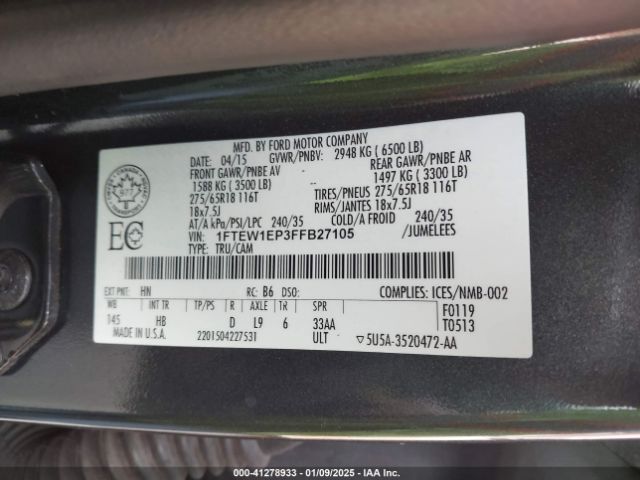 MFD. BY FORD MOTOR COMPANY
DATE: 04/15 GVWR/PNBV: 2948 KG ( 6500 LB)
FRONT GAWR/PNBE AV REAR GAWR/PNBE AR
1588 KG ( 3500 LB) -- 1497 KG ( 3300 LB)
275/65R18 116T TIRES/PNEUS 275/65R18 116T
18x7.5J RIMS/JANTES 18x7.5J
AT/A kPa/PSI/LPC 240/35 COLD/A FROID 240/35
VIN: 1FTEW1EP3FFB27105 /JUMELEES
TYPE: TRU/CAM
EC
EXT PNT: HN RC: B6 DSO: COMPLIES: ICES/NMB-002
WB INT TR TP/PS R AXLE TR SPR F0119
145 HB D L9 6 33AA T0513
MADE IN U.S.A. 2201504227531 ULT ▽5U5A-3520472-AA
000-41278933 - 01/09/2025 - IAA Inc.